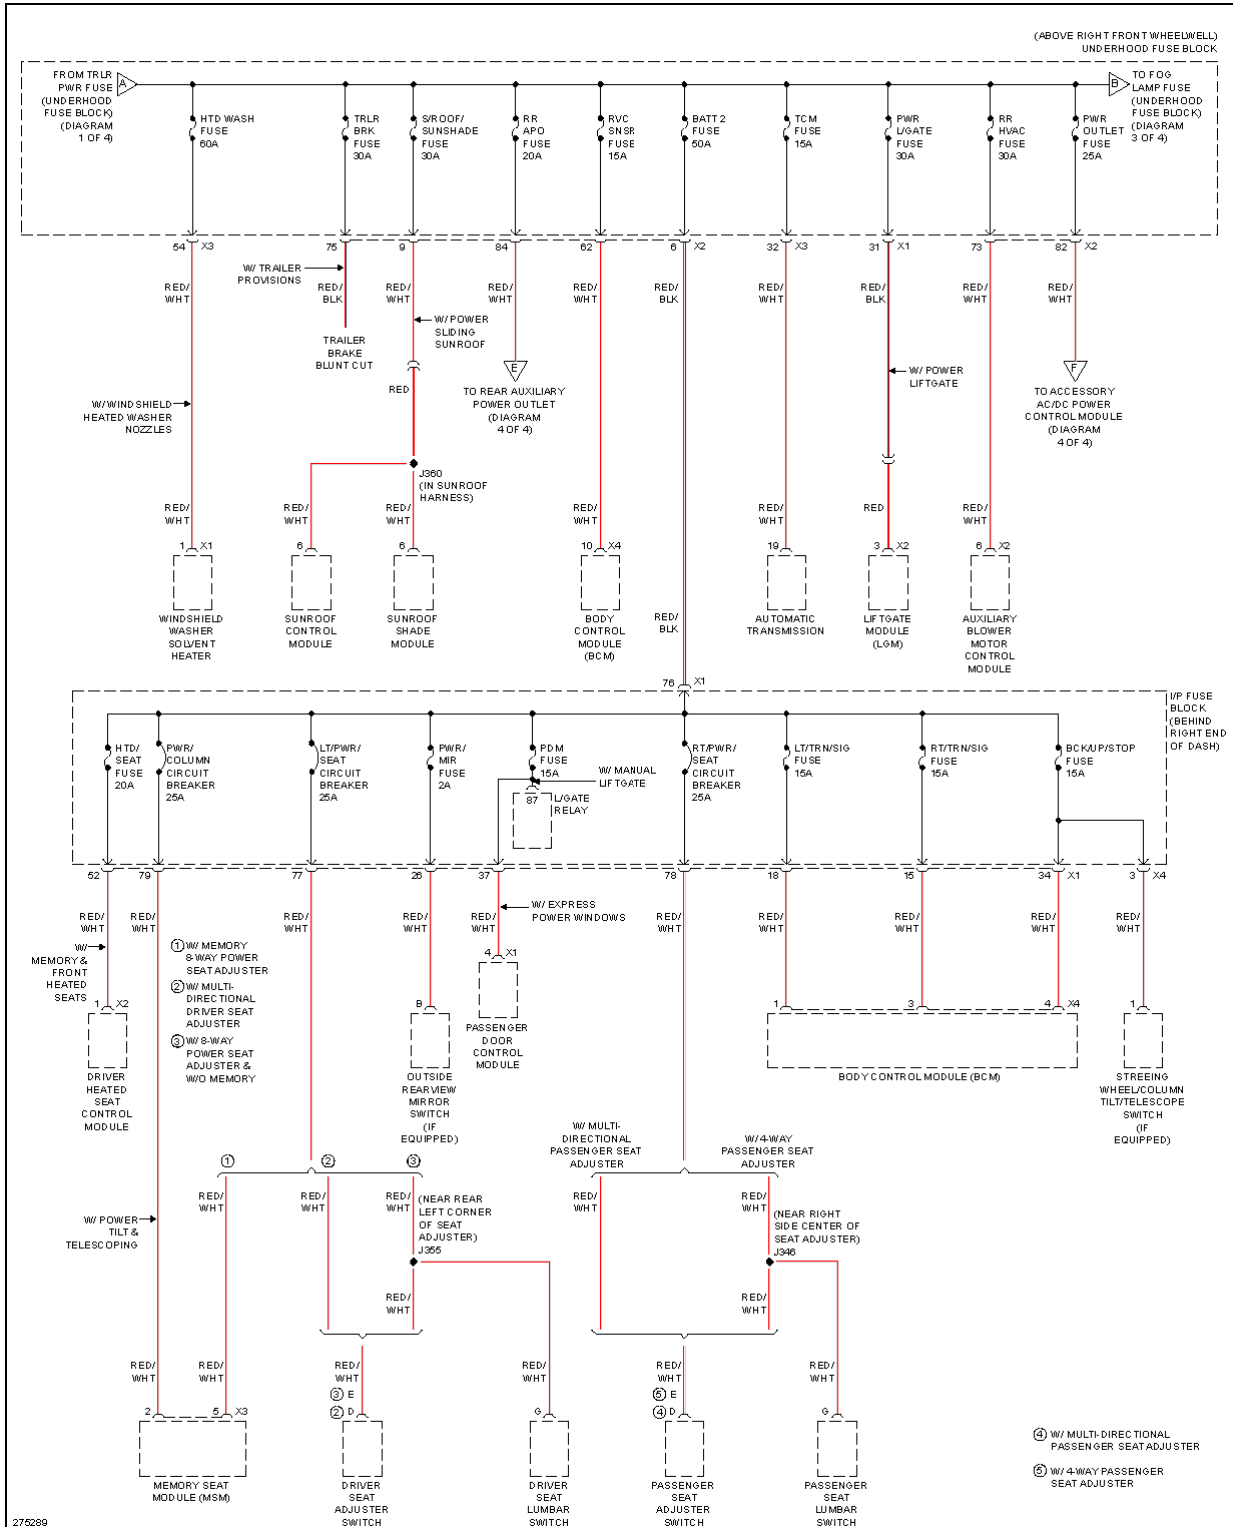 (ABOVE RIGHT FRONT WHEELWELL)
UNDERHOOD FUSE BLOCK
FROM TRLR
PWR FUSE
(UNDERHOOD
FUSE BLOCK)
(DIAGRAM
1 OF 4)
A
B
TO FOG
LAMP FUSE
(UNDERHOOD
FUSE BLOCK)
(DIAGRAM
3 OF 4)
HTD WASH
FUSE
60A
TRLR
BRK
FUSE
30A
S/ROOF/
SUNSHADE
FUSE
30A
RR
APO
FUSE
20A
RVC
SNSR
FUSE
15A
BATT 2
FUSE
50A
TCM
FUSE
15A
PWR
L/GATE
FUSE
30A
RR
HVAC
FUSE
30A
PWR
OUTLET
FUSE
25A
54 X3 75 9 84 62 6 X2 32 X3 31 X1 73 82 X2
W/ TRAILER
PROVISIONS
RED/
WHT
RED/
BLK
RED/
WHT
RED/
WHT
RED/
WHT
RED/
BLK
RED/
WHT
RED/
BLK
RED/
WHT
RED/
WHT
W/ POWER
SLIDING
SUNROOF
TRAILER
BRAKE
BLUNT CUT
RED
E
TO REAR AUXILIARY
POWER OUTLET
(DIAGRAM
4 OF 4)
W/ POWER
LIFTGATE
F
TO ACCESSORY
AC/DC POWER
CONTROL MODULE
(DIAGRAM
4 OF 4)
W/WINDSHIELD
HEATED WASHER
NOZZLES
J360
(IN SUNROOF
HARNESS)
RED/
WHT
RED/
WHT
RED/
WHT
RED/
WHT
RED/
WHT
RED
RED/
WHT
1 X1 6 6 10 X4 19 3 X2 6 X2
WINDSHIELD
WASHER
SOLVENT
HEATER
SUNROOF
CONTROL
MODULE
SUNROOF
SHADE
MODULE
BODY
CONTROL
MODULE
(BCM)
RED/
BLK
AUTOMATIC
TRANSMISSION
LIFTGATE
MODULE
(LGM)
AUXILIARY
BLOWER
MOTOR
CONTROL
MODULE
76 X1
I/P FUSE
BLOCK
(BEHIND
RIGHT END
OF DASH)
HTD/
SEAT
FUSE
20A
PWR/
COLUMN
CIRCUIT
BREAKER
25A
LT/PWR/
SEAT
CIRCUIT
BREAKER
25A
PWR/
MIR
FUSE
2A
PDM
FUSE
15A
W/ MANUAL
LIFTGATE
87
L/GATE
RELAY
RT/PWR/
SEAT
CIRCUIT
BREAKER
25A
LT/TRN/SIG
FUSE
15A
RT/TRN/SIG
FUSE
15A
BCK/UP/STOP
FUSE
15A
52 79 77 26 37 78 18 15 34 X1 3 X4
RED/
WHT
RED/
WHT
RED/
WHT
RED/
WHT
RED/
WHT
W/ EXPRESS
POWER WINDOWS
RED/
WHT
RED/
WHT
RED/
WHT
RED/
WHT
RED/
WHT
W/
MEMORY &
FRONT
HEATED
SEATS
1 W/ MEMORY
8-WAY POWER
SEAT ADJUSTER
2 W/ MULTI-
DIRECTIONAL
DRIVER SEAT
ADJUSTER
3 W/ 8-WAY
POWER SEAT
ADJUSTER &
W/O MEMORY
4 X1
1 X2 B 1 3 4 X4 1
DRIVER
HEATED
SEAT
CONTROL
MODULE
OUTSIDE
REARVIEW
MIRROR
SWITCH
(IF
EQUIPPED)
PASSENGER
DOOR
CONTROL
MODULE
BODY CONTROL MODULE (BCM)
STREEING
WHEEL/COLUMN
TILT/TELESCOPE
SWITCH
(IF
EQUIPPED)
W/ MULTI-
DIRECTIONAL
PASSENGER SEAT
ADJUSTER
W/ 4-WAY
PASSENGER SEAT
ADJUSTER
1 2 3
W/ POWER
TILT &
TELESCOPING
RED/
WHT
RED/
WHT
RED/
WHT
(NEAR REAR
LEFT CORNER
OF SEAT
ADJUSTER)
J355
RED/
WHT
RED/
WHT
(NEAR RIGHT
SIDE CENTER OF
SEAT ADJUSTER)
J346
RED/
WHT
RED/
WHT
RED/
WHT
RED/
WHT
RED/
WHT
RED/
WHT
RED/
WHT
RED/
WHT
3 E
2 D
5 E
4 D
2 5 X3 G G
MEMORY SEAT
MODULE (MSM)
DRIVER
SEAT
ADJUSTER
SWITCH
DRIVER
SEAT
LUMBAR
SWITCH
PASSENGER
SEAT
ADJUSTER
SWITCH
PASSENGER
SEAT
LUMBAR
SWITCH
4 W/ MULTI-DIRECTIONAL
PASSENGER SEAT ADJUSTER
5 W/ 4-WAY PASSENGER
SEAT ADJUSTER
275289